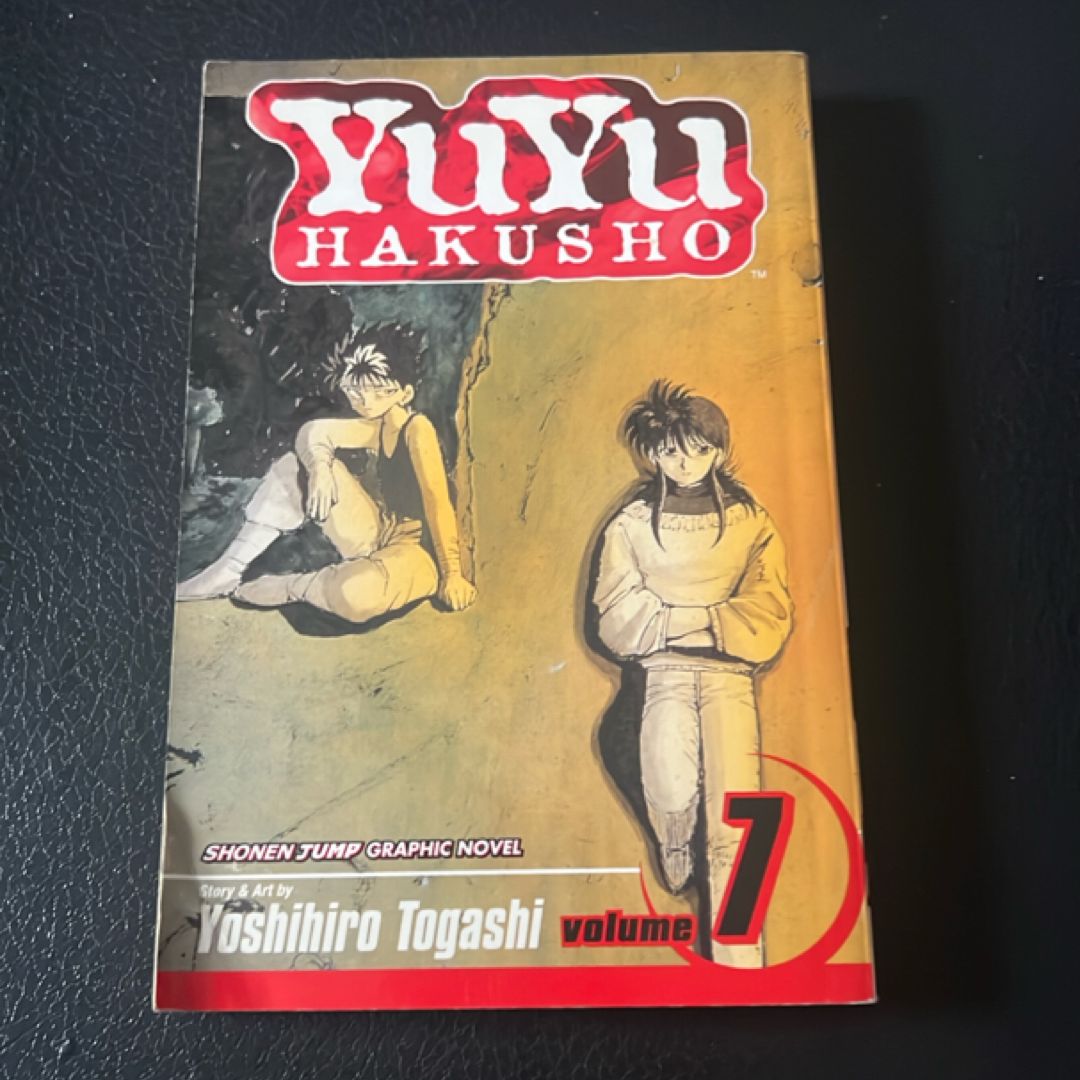 YuYu
HAKUSHO
TM
SHONEN JUMP GRAPHIC NOVEL
Story & Art by
Yoshihiro Togashi
volume 7